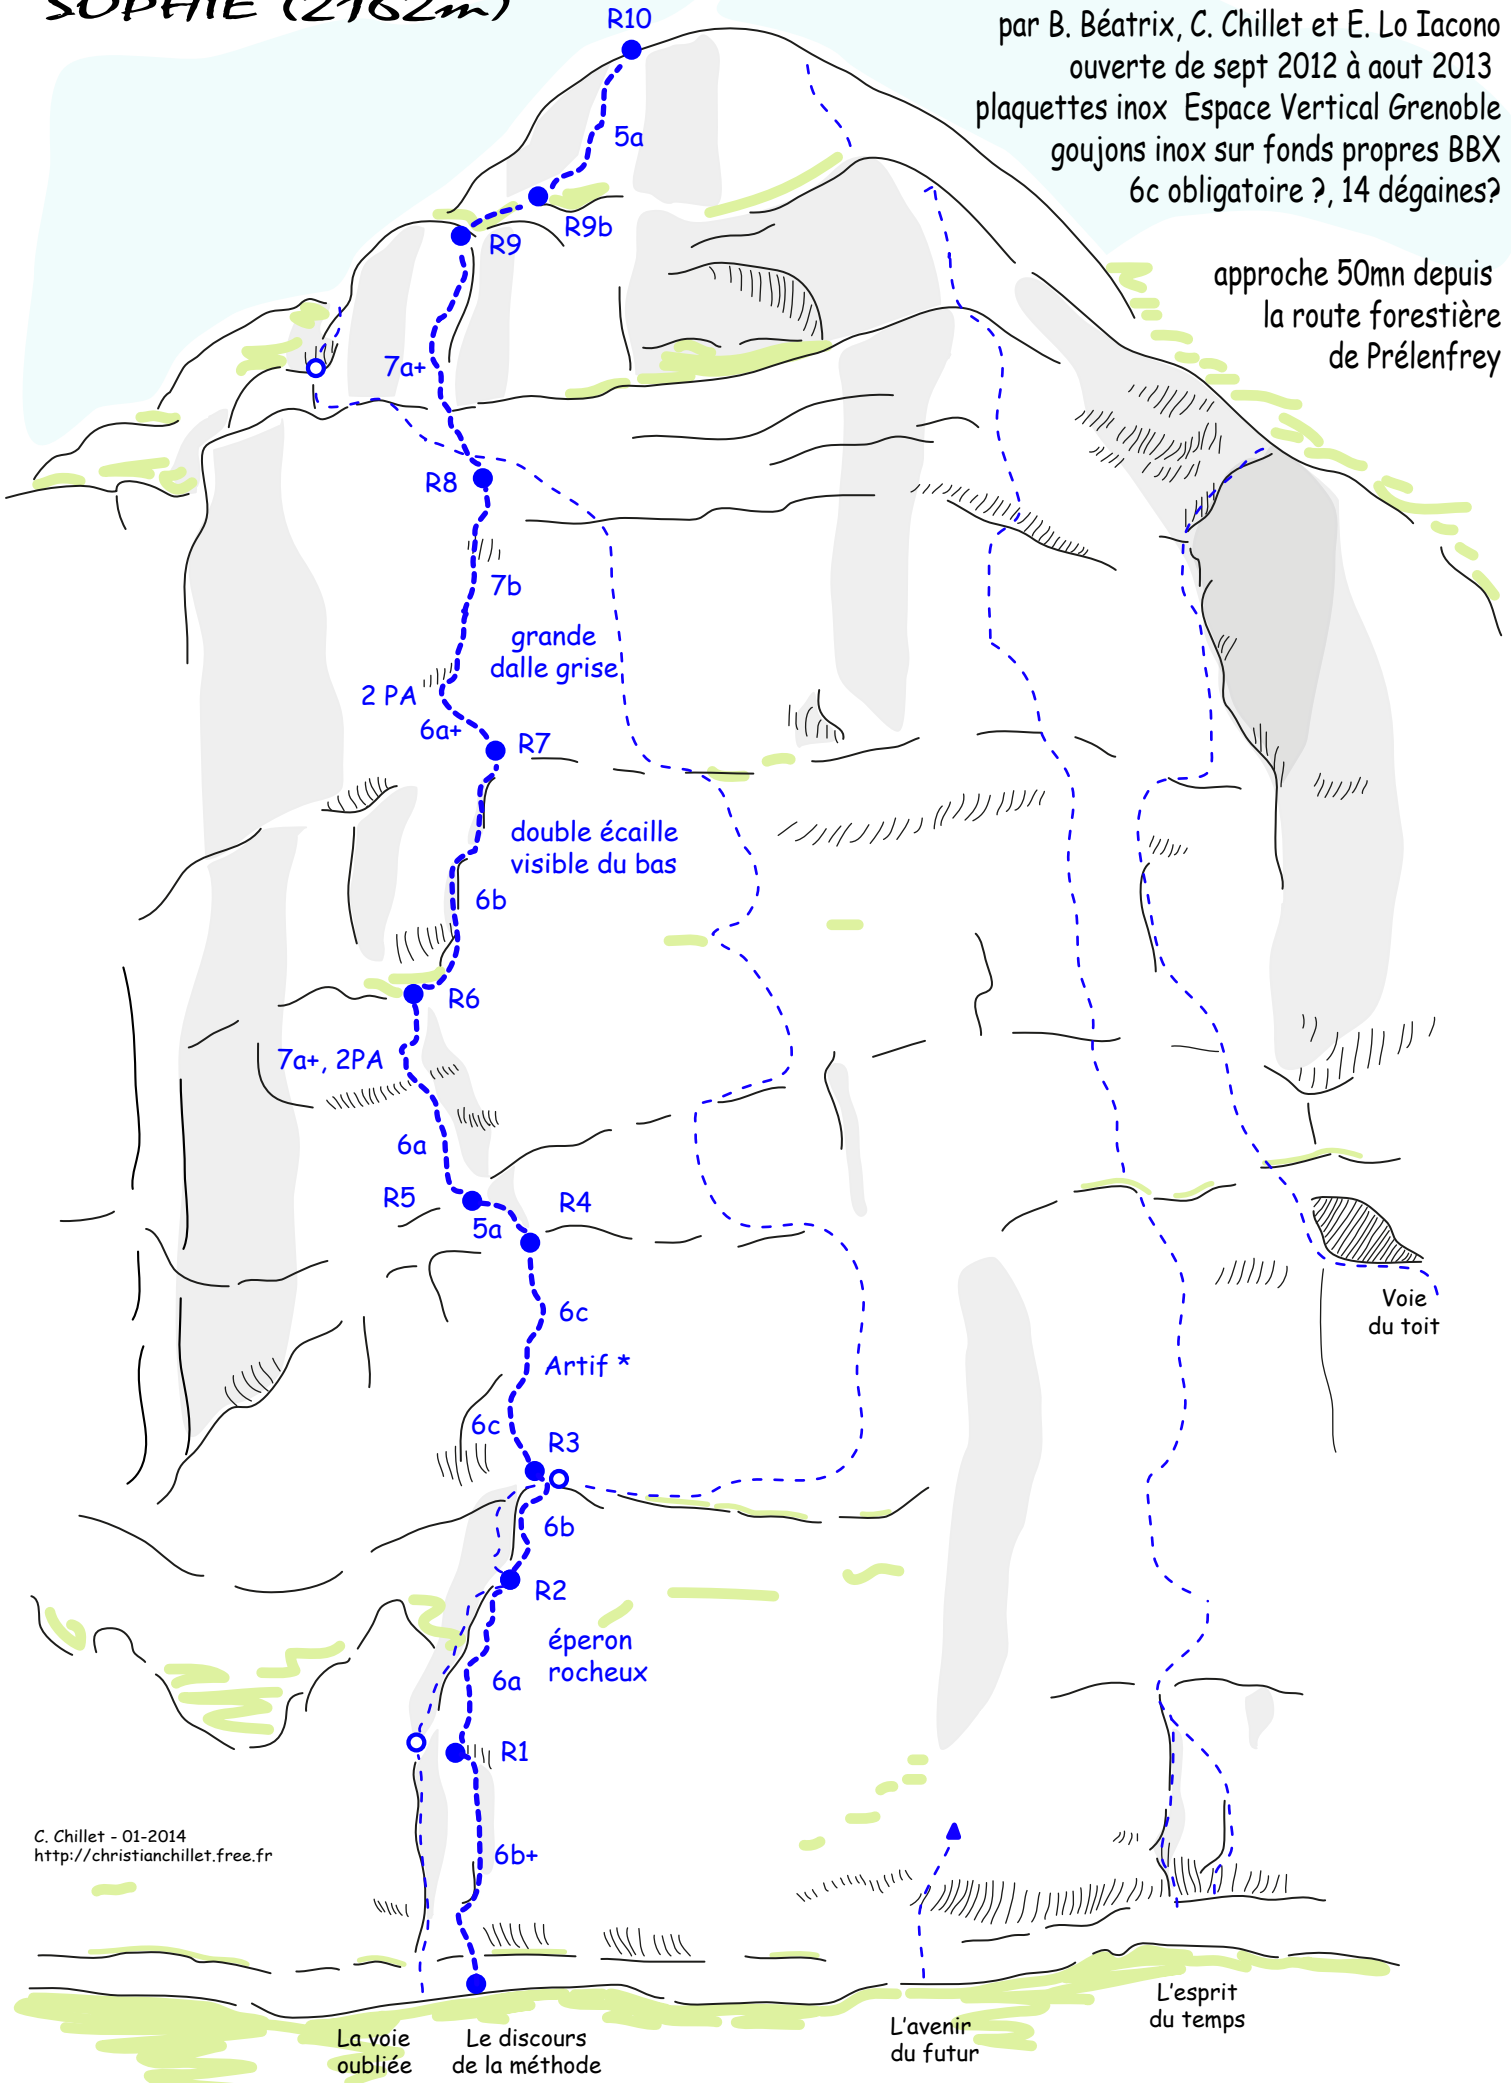 SOPHIE (2162m)
par B. Béatrix, C. Chillet et E. Lo Iacono
ouverte de sept 2012 à aout 2013
plaquettes inox Espace Vertical Grenoble
goujons inox sur fonds propres BBX
6c obligatoire ?, 14 dégaines?
approche 50mn depuis
la route forestière
de Prélenfrey
R10
5a
R9b
R9
7a+
R8
7b
grande
dalle grise
2 PA
6a+
R7
double écaille
visible du bas
6b
R6
7a+, 2PA
6a
R5
R4
5a
6c
Voie
du toit
Artif *
6c
R3
6b
R2
éperon
rocheux
6a
R1
C. Chillet - 01-2014
http://christianchillet.free.fr
6b+
La voie
oubliée
Le discours
de la méthode
L'avenir
du futur
L'esprit
du temps